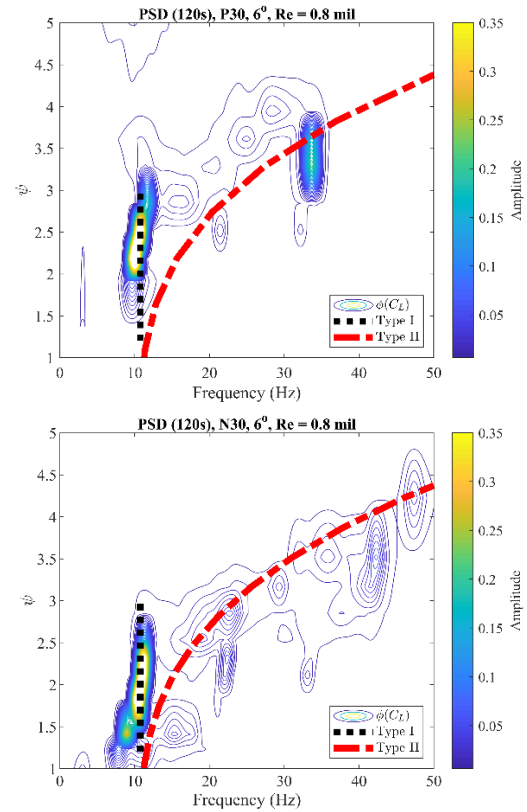 PSD (120s), P30, 6°, Re = 0.8 mil
5
4.5
4
3.5
3
2.5
2
1.5
1
ψ
0 10 20 30 40 50
Frequency (Hz)
ϕ(C_L)
Type I
Type II
0.35
0.3
0.25
0.2
0.15
0.1
0.05
Amplitude
PSD (120s), N30, 6°, Re = 0.8 mil
5
4.5
4
3.5
3
2.5
2
1.5
1
ψ
0 10 20 30 40 50
Frequency (Hz)
ϕ(C_L)
Type I
Type II
0.35
0.3
0.25
0.2
0.15
0.1
0.05
Amplitude